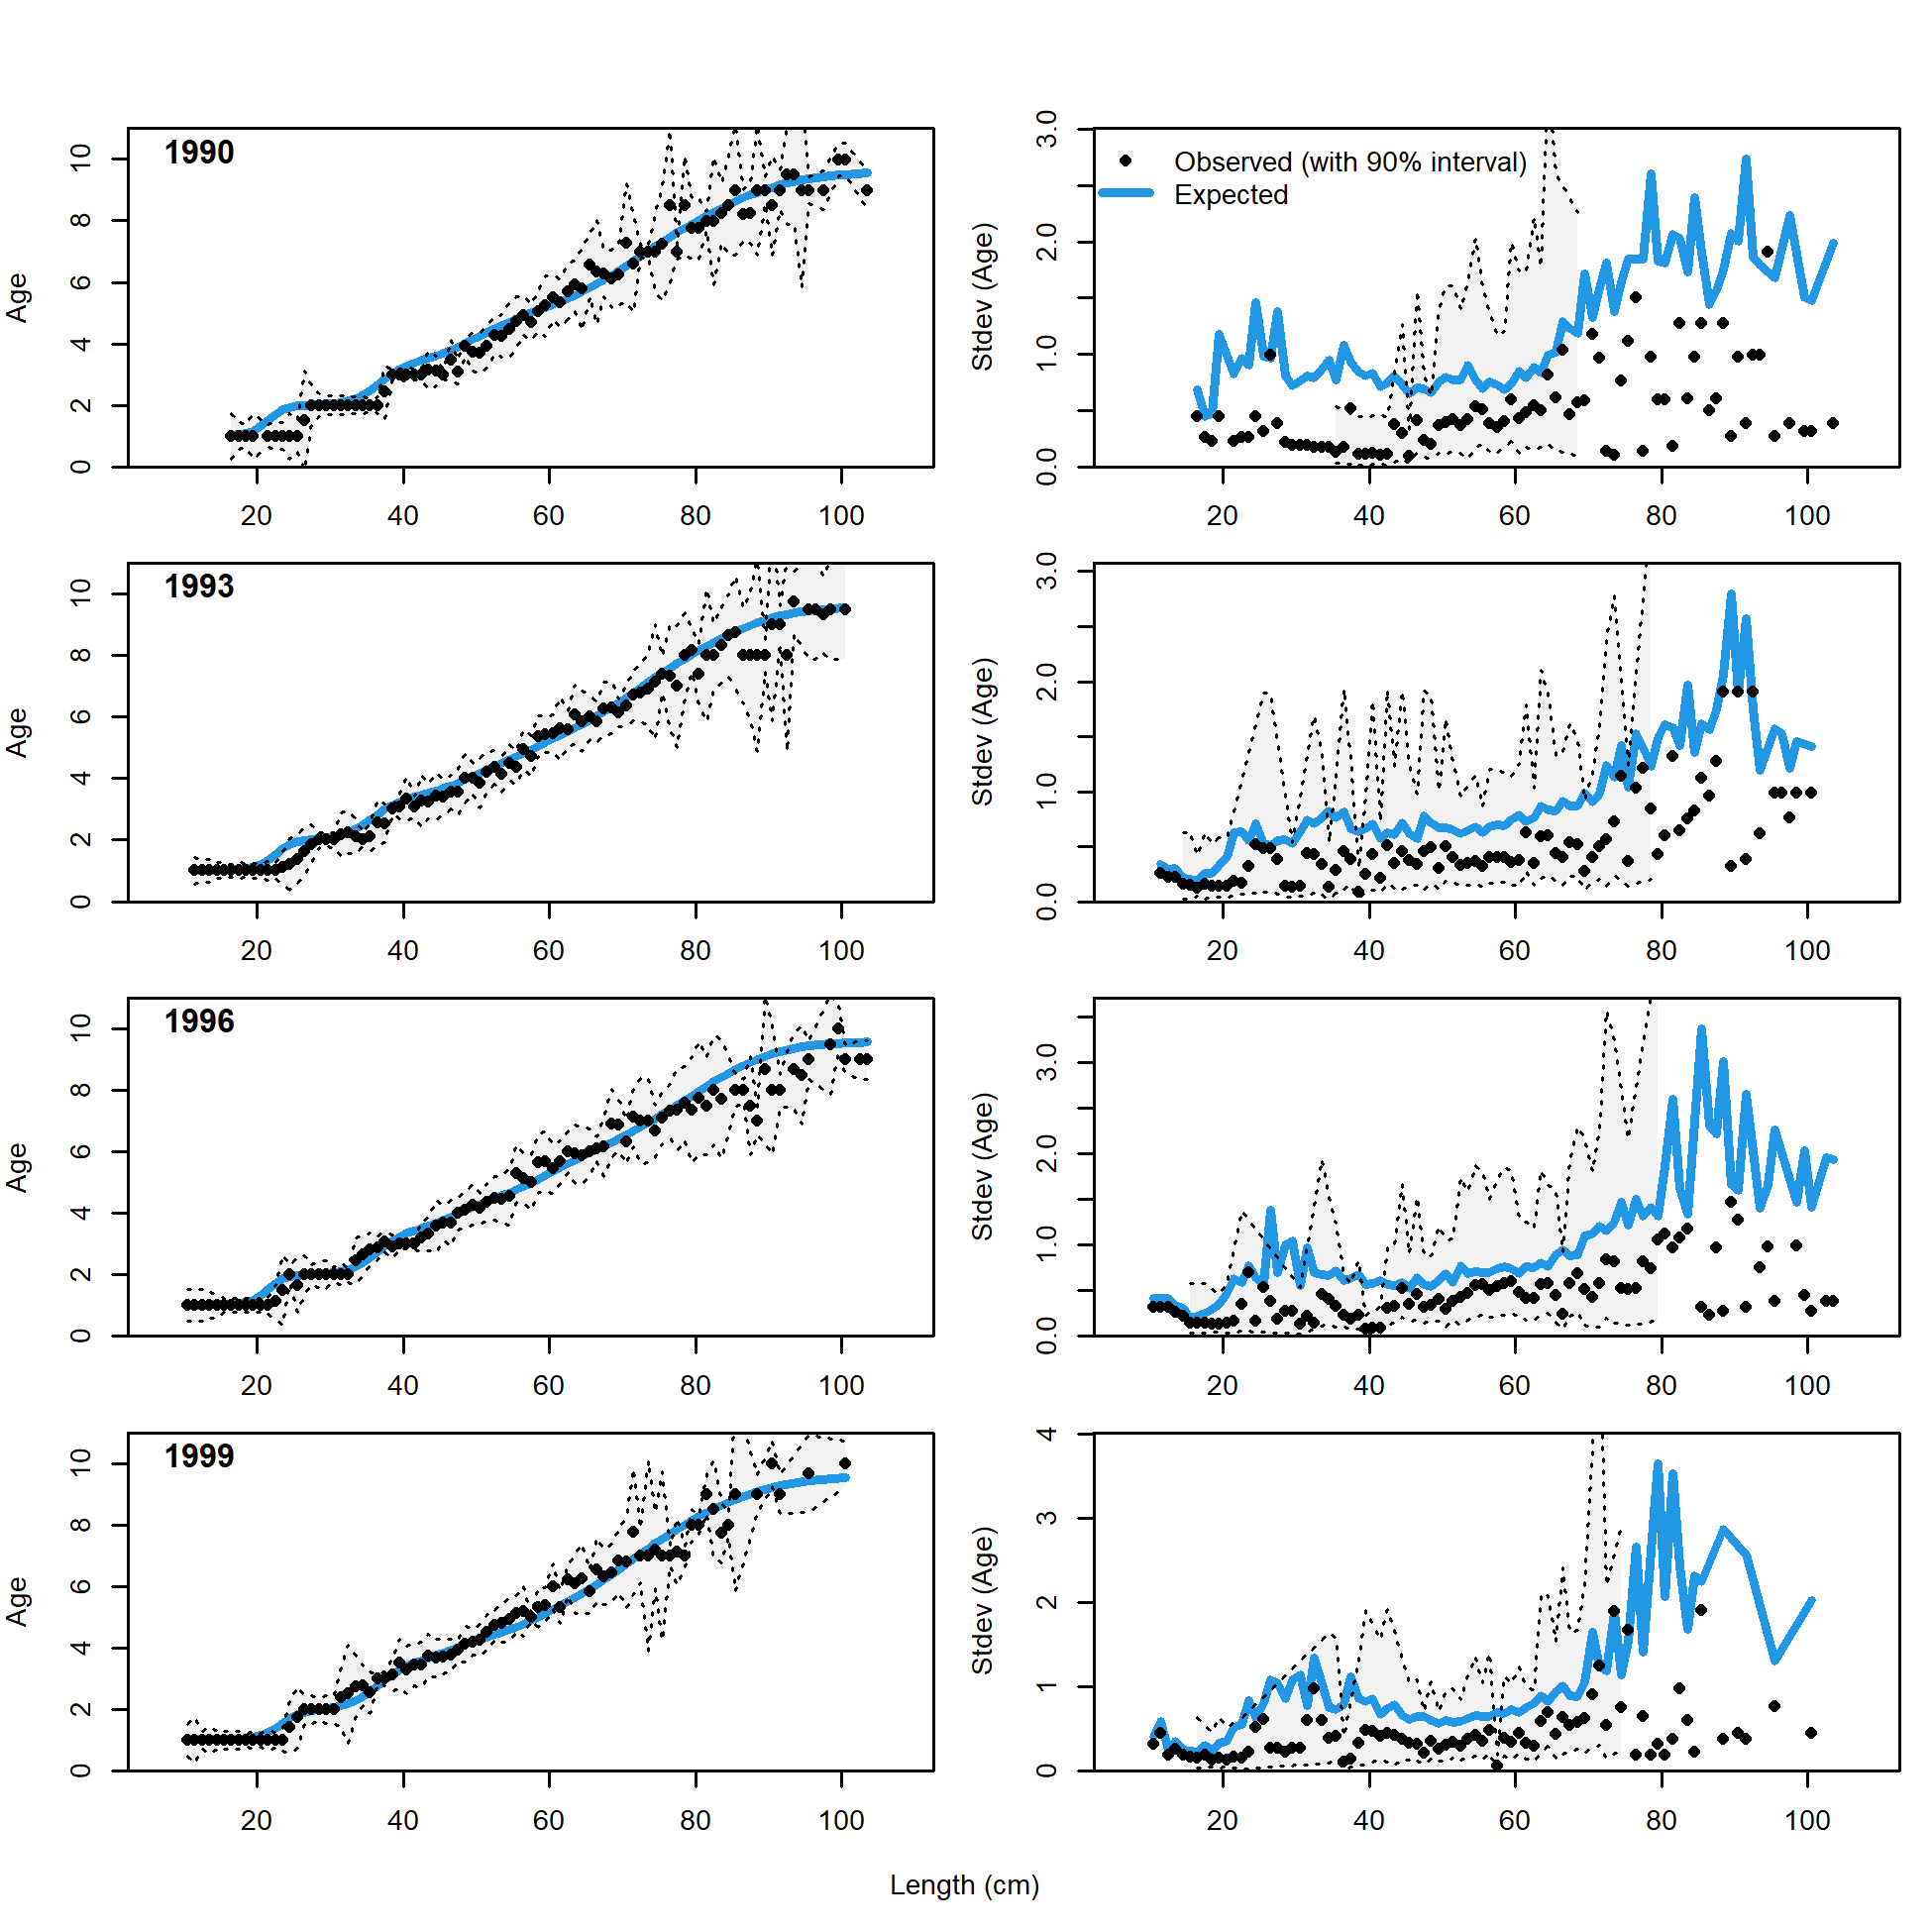 1990
Age
0 2 4 6 8 10
20 40 60 80 100
Observed (with 90% interval)
Expected
Stdev (Age)
0.0 1.0 2.0 3.0
20 40 60 80 100
1993
Age
0 2 4 6 8 10
20 40 60 80 100
Stdev (Age)
0.0 1.0 2.0 3.0
20 40 60 80 100
1996
Age
0 2 4 6 8 10
20 40 60 80 100
Stdev (Age)
0.0 1.0 2.0 3.0
20 40 60 80 100
1999
Age
0 2 4 6 8 10
20 40 60 80 100
Stdev (Age)
0 1 2 3 4
20 40 60 80 100
Length (cm)